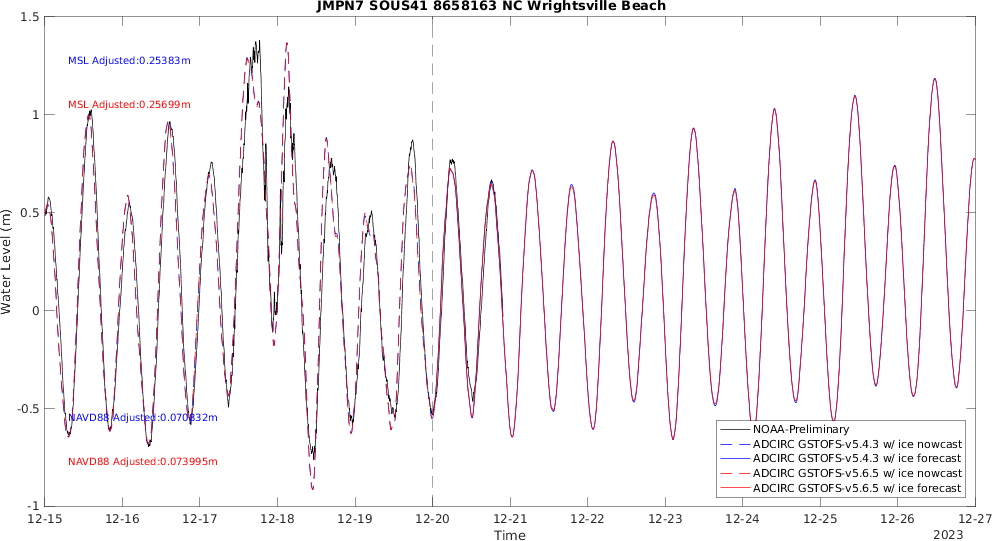 JMPN7 SOUS41 8658163 NC Wrightsville Beach
1.5
1
0.5
0
-0.5
-1
Water Level (m)
MSL Adjusted:0.25383m
MSL Adjusted:0.25699m
NAVD88 Adjusted:0.070832m
NAVD88 Adjusted:0.073995m
NOAA-Preliminary
ADCIRC GSTOFS-v5.4.3 w/ ice nowcast
ADCIRC GSTOFS-v5.4.3 w/ ice forecast
ADCIRC GSTOFS-v5.6.5 w/ ice nowcast
ADCIRC GSTOFS-v5.6.5 w/ ice forecast
12-15 12-16 12-17 12-18 12-19 12-20 12-21 12-22 12-23 12-24 12-25 12-26 12-27
Time
2023